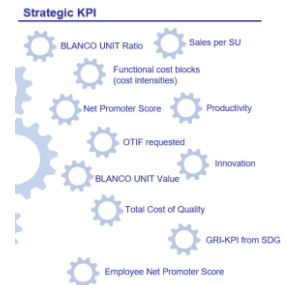 Strategic KPI
BLANCO UNIT Ratio
Sales per SU
Functional cost blocks
(cost intensities)
Net Promoter Score
Productivity
OTIF requested
Innovation
BLANCO UNIT Value
Total Cost of Quality
GRI-KPI from SDG
Employee Net Promoter Score